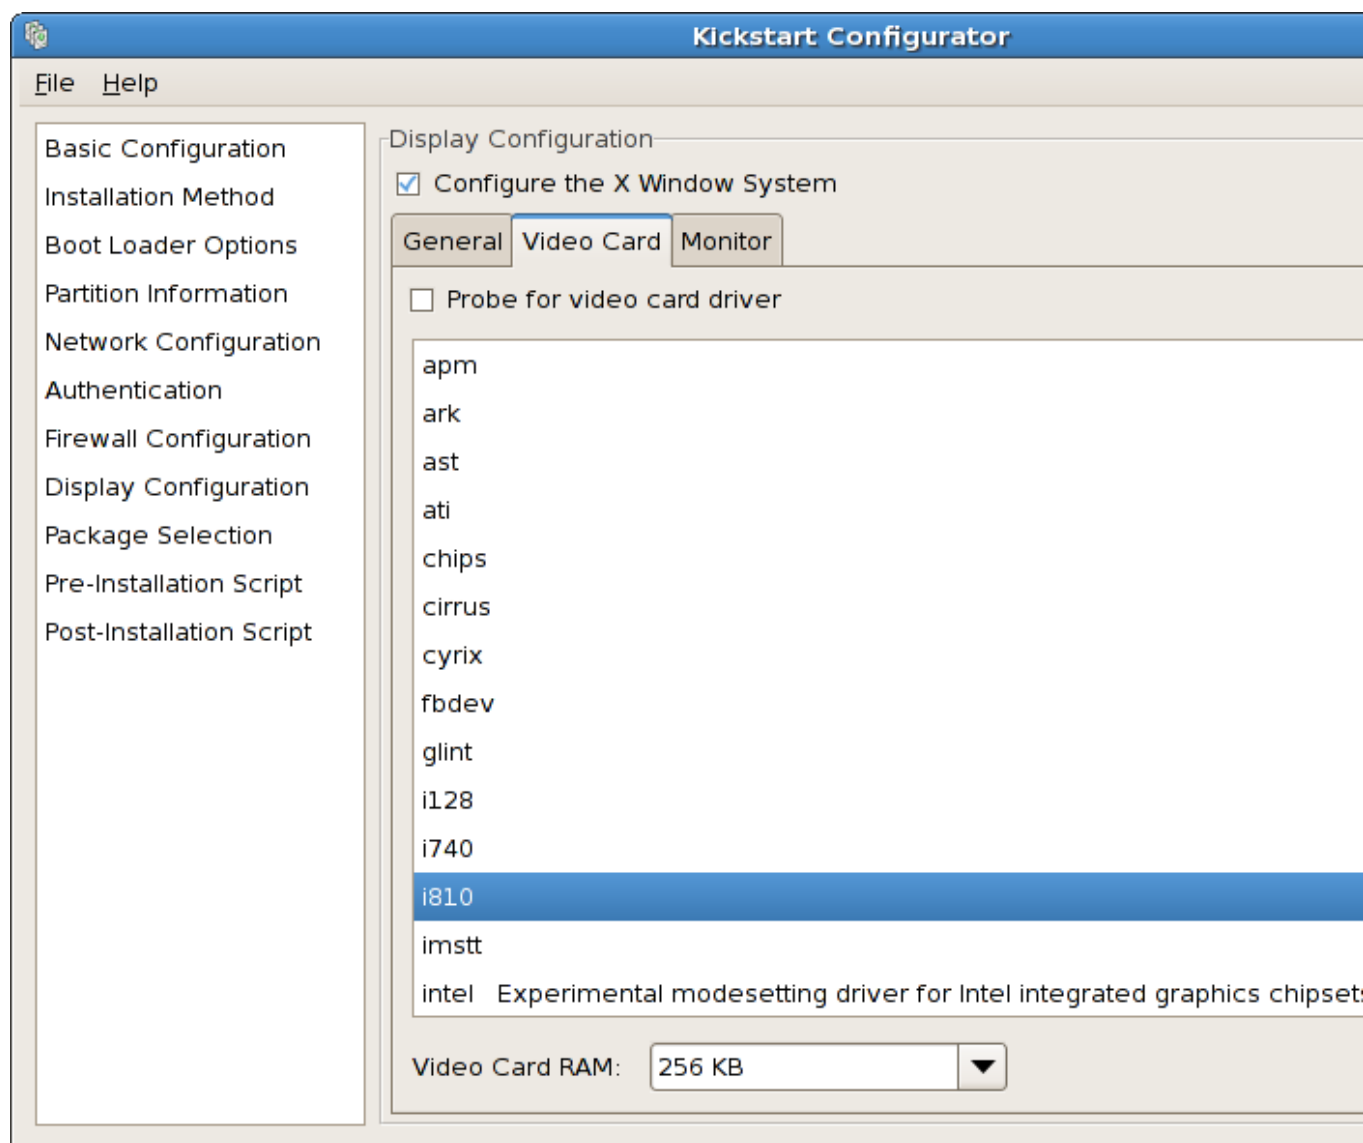 Kickstart Configurator
File Help
Basic Configuration
Installation Method
Boot Loader Options
Partition Information
Network Configuration
Authentication
Firewall Configuration
Display Configuration
Package Selection
Pre-Installation Script
Post-Installation Script
Display Configuration
Configure the X Window System
General Video Card Monitor
Probe for video card driver
apm
ark
ast
ati
chips
cirrus
cyrix
fbdev
glint
i128
i740
i810
imstt
intel Experimental modesetting driver for Intel integrated graphics chipsets
Video Card RAM: 256 KB